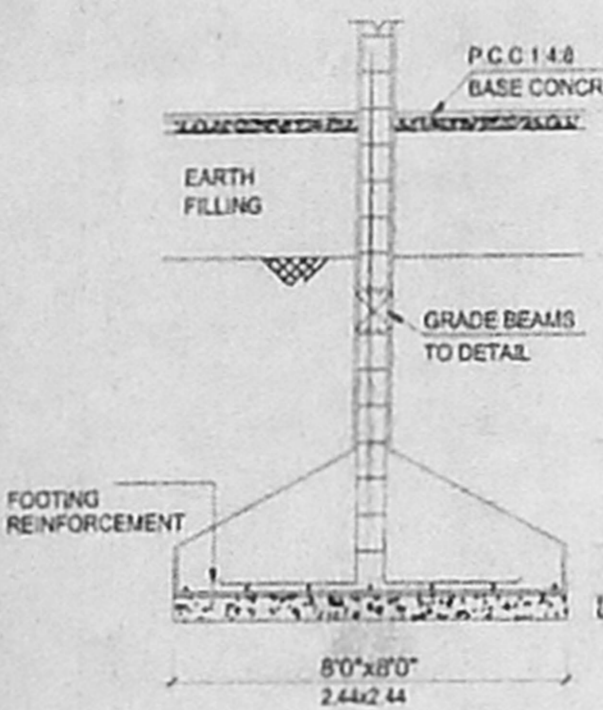 P.C.C 1:4:8
BASE CONCR
EARTH
FILLING
GRADE BEAMS
TO DETAIL
FOOTING
REINFORCEMENT
8'0"x8'0"
2.44x2.44